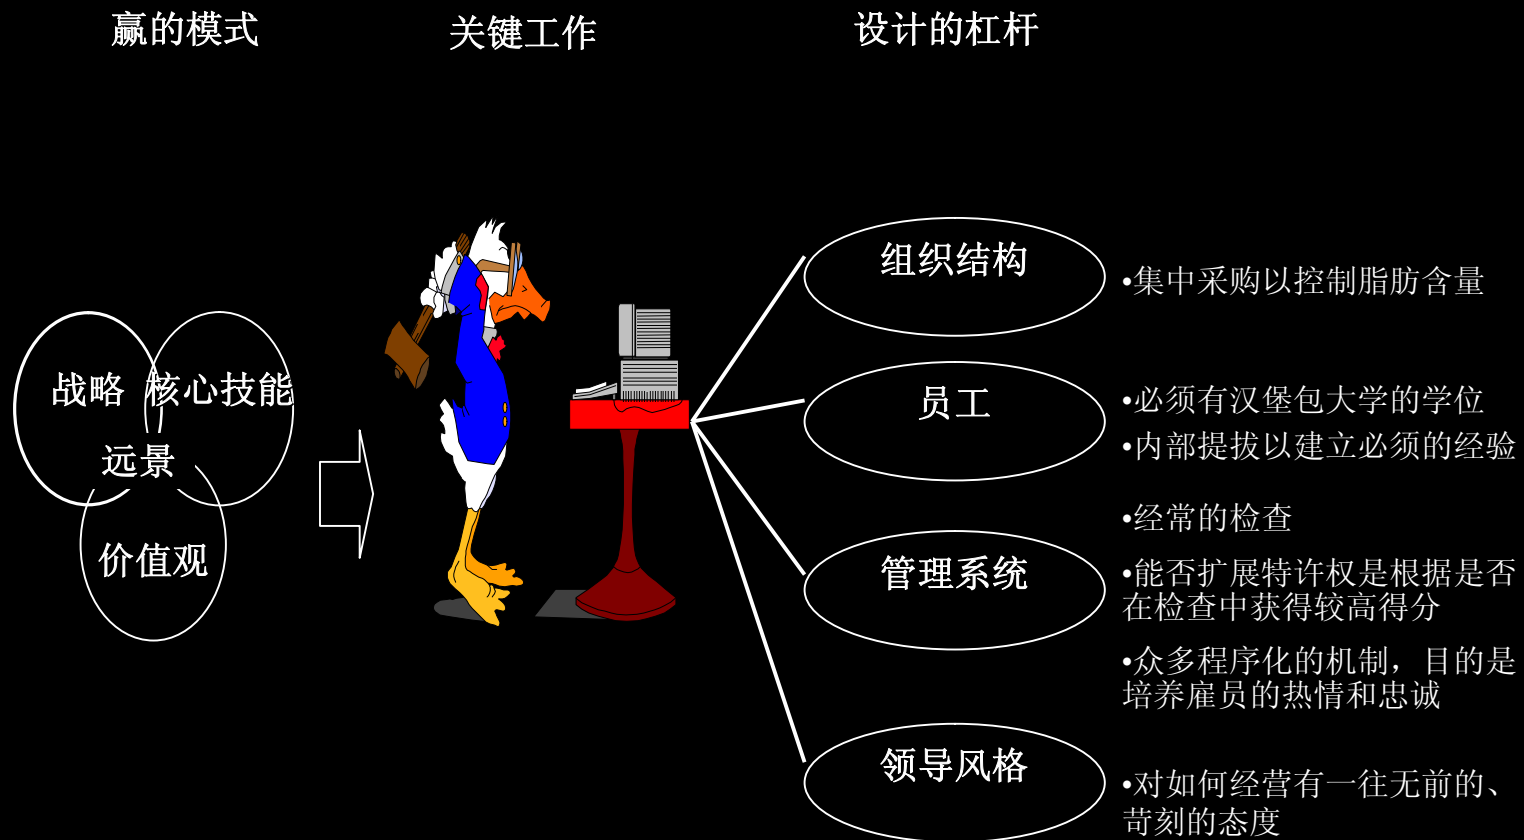 赢的模式
关键工作
设计的杠杆
战略
核心技能
远景
价值观
组织结构
•集中采购以控制脂肪含量
员工
•必须有汉堡包大学的学位
•内部提拔以建立必须的经验
管理系统
•经常的检查
•能否扩展特许权是根据是否
在检查中获得较高得分
•众多程序化的机制，目的是
培养雇员的热情和忠诚
领导风格
•对如何经营有一往无前的、
苛刻的态度